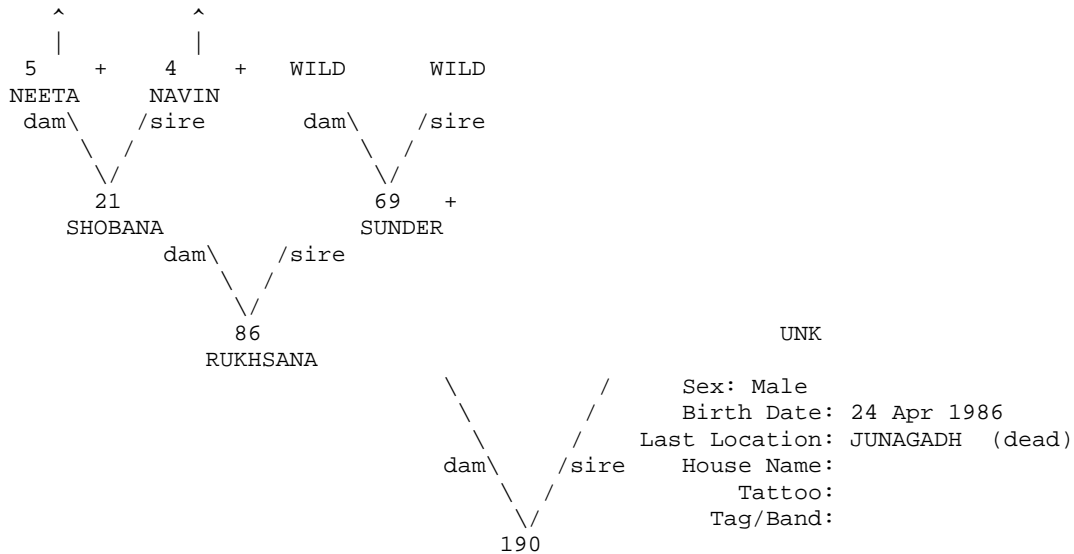 ^ ^
| |
5 + 4 + WILD WILD
NEETA NAVIN
dam\ /sire dam\ /sire
\ / \ /
\/ \/
21 69 +
SHOBANA SUNDER
dam\ /sire
\ /
\/
86 UNK
RUKHSANA
\ / Sex: Male
\ / Birth Date: 24 Apr 1986
\ / Last Location: JUNAGADH (dead)
dam\ /sire House Name:
\ / Tattoo:
\/ Tag/Band:
190